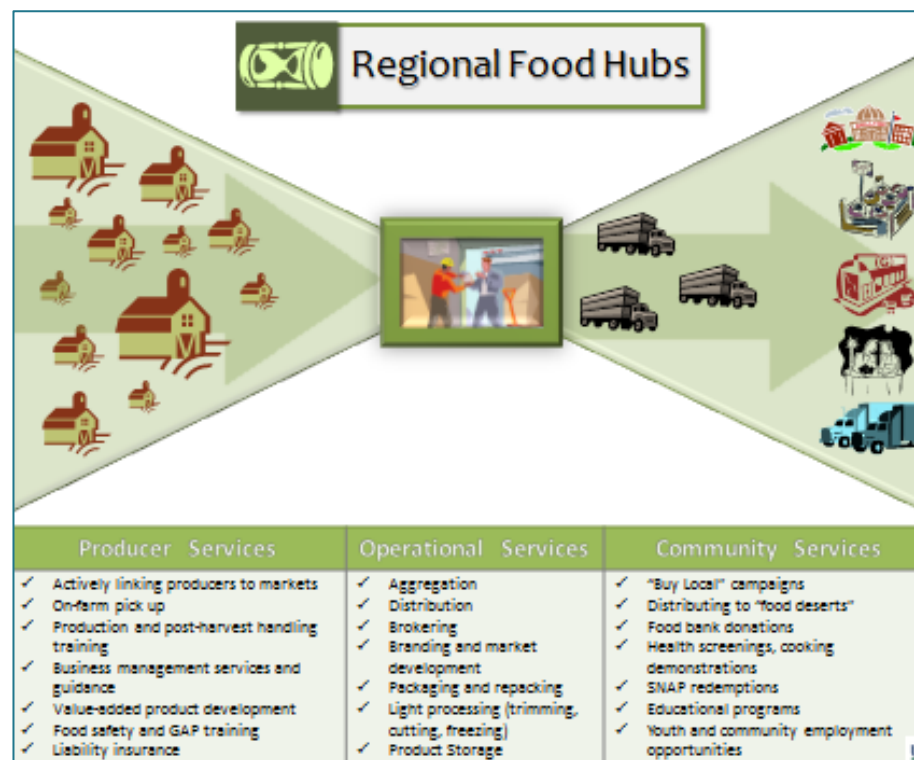 Regional Food Hubs
Producer Services
✓ Actively linking producers to markets
✓ On-farm pick up
✓ Production and post-harvest handling
training
✓ Business management services and
guidance
✓ Value-added product development
✓ Food safety and GAP training
✓ Liability insurance
Operational Services
✓ Aggregation
✓ Distribution
✓ Brokering
✓ Branding and market
development
✓ Packaging and repacking
✓ Light processing (trimming,
cutting, freezing)
✓ Product Storage
Community Services
✓ "Buy Local" campaigns
✓ Distributing to "food deserts"
✓ Food bank donations
✓ Health screenings, cooking
demonstrations
✓ SNAP redemptions
✓ Educational programs
✓ Youth and community employment
opportunities